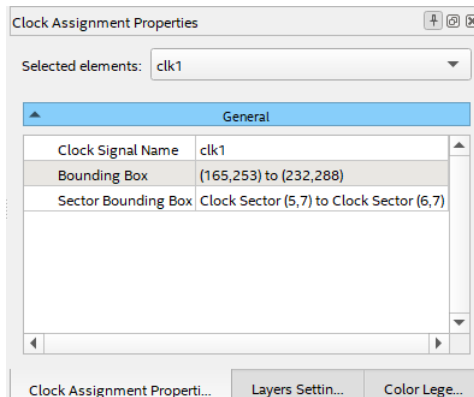 Clock Assignment Properties
Selected elements: clk1
General
Clock Signal Name clk1
Bounding Box (165,253) to (232,288)
Sector Bounding Box Clock Sector (5,7) to Clock Sector (6,7)
Clock Assignment Properti... Layers Settin... Color Lege...